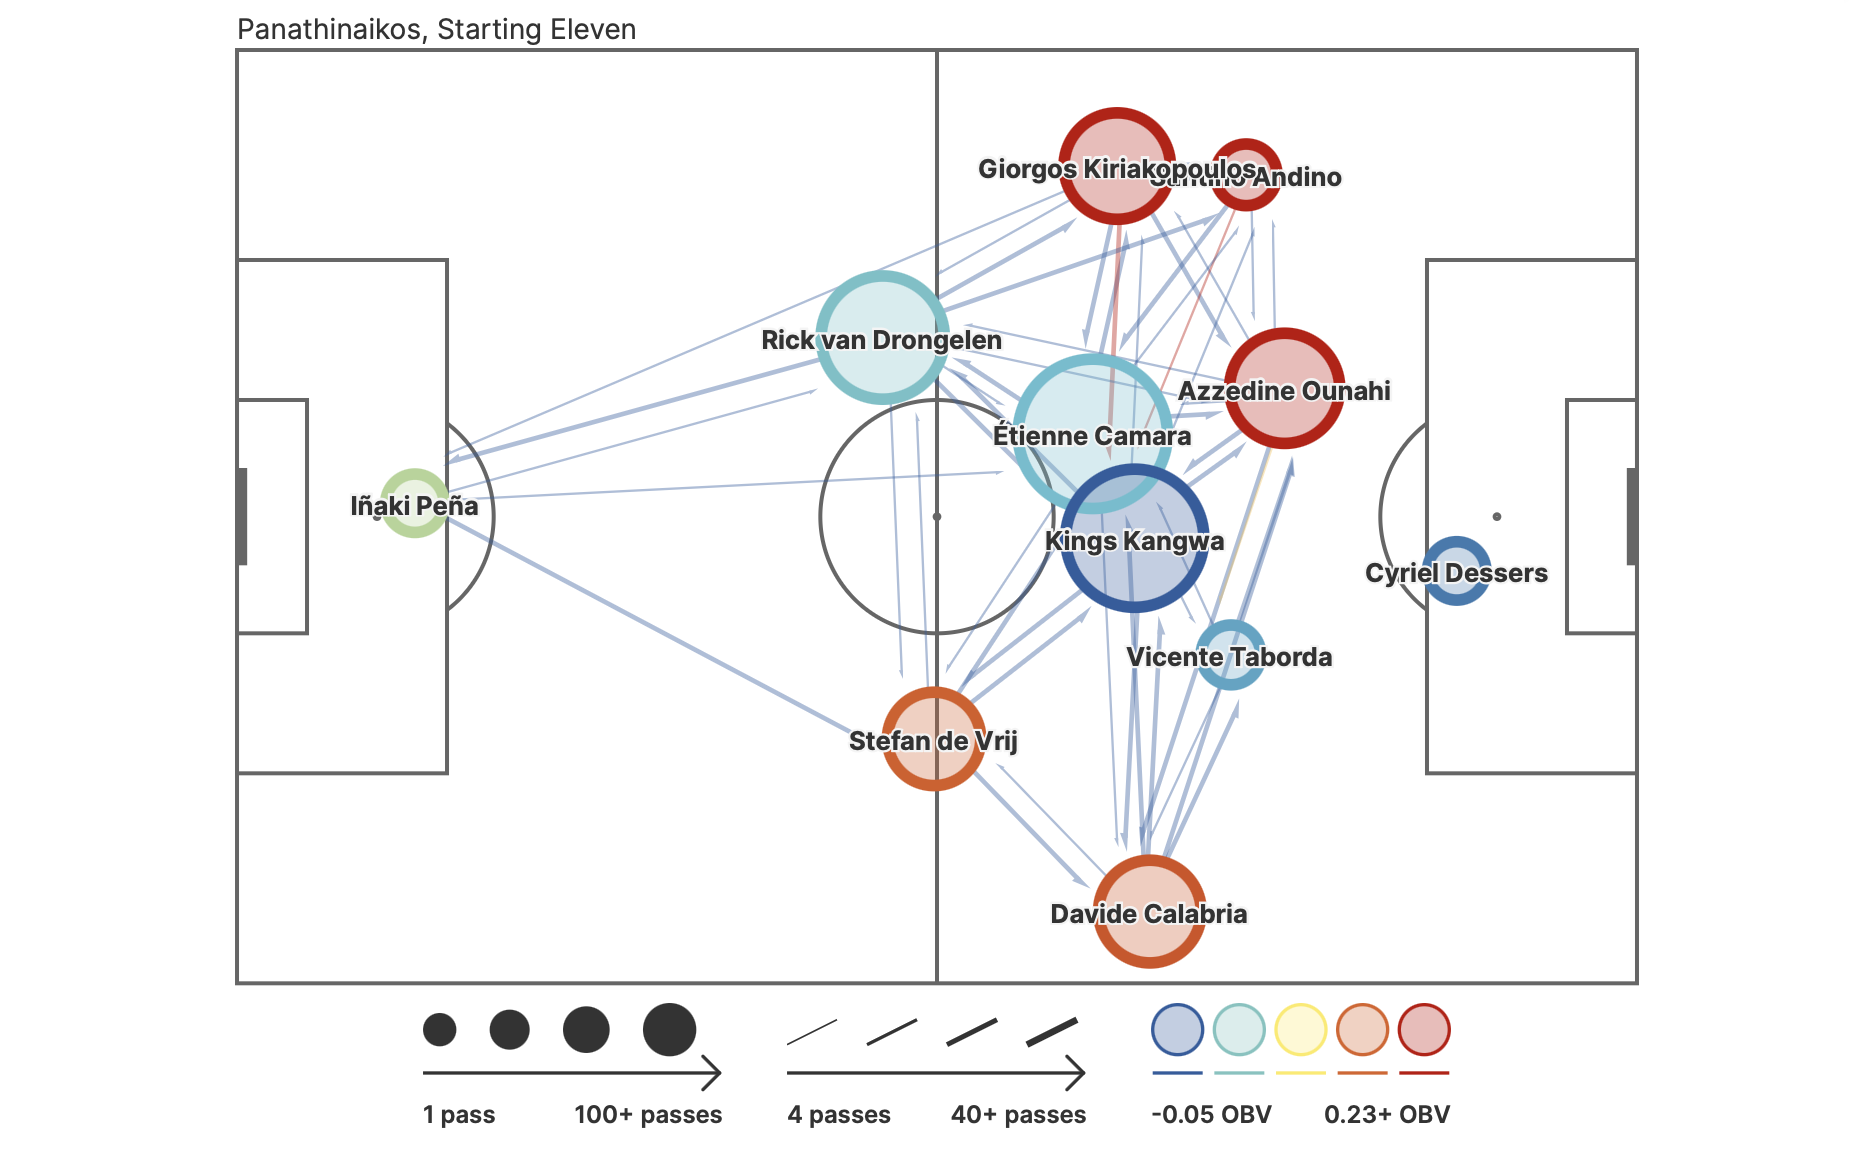 Panathinaikos, Starting Eleven
Giorgos Kiriakopoulos
Andino
Rick van Drongelen
Azzedine Ounahi
Étienne Camara
Iñaki Peña
Kings Kangwa
Cyriel Dessers
Vicente Taborda
Stefan de Vrij
Davide Calabria
1 pass
100+ passes
4 passes
40+ passes
-0.05 OBV
0.23+ OBV